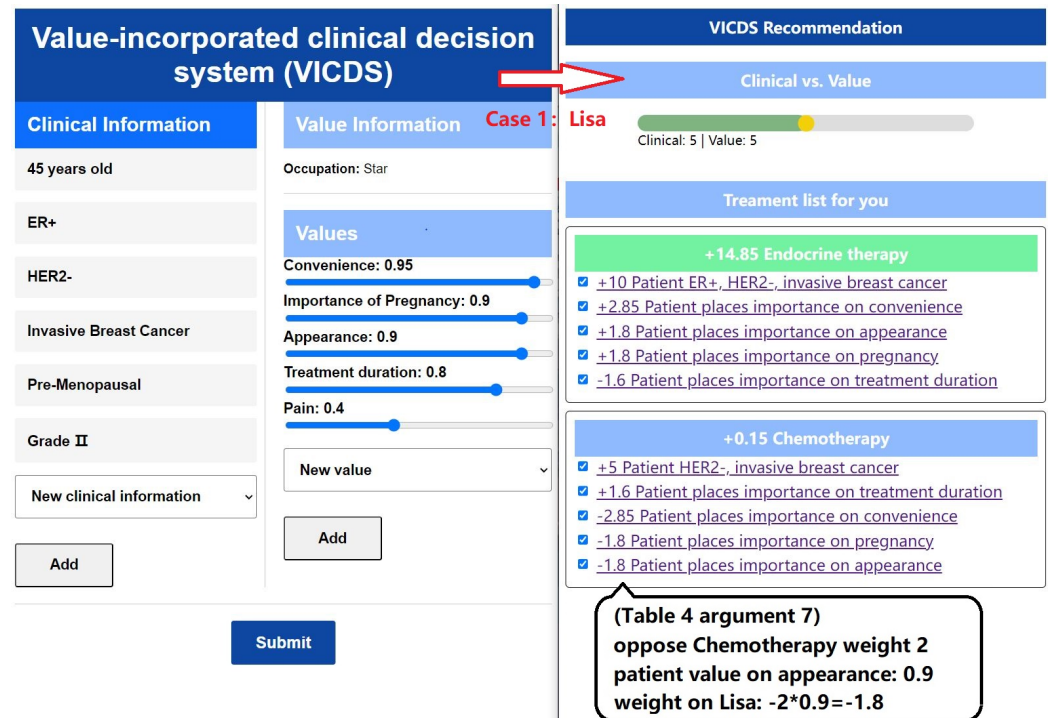 Value-incorporated clinical decision
system (VICDS)
Clinical Information
45 years old
ER+
HER2-
Invasive Breast Cancer
Pre-Menopausal
Grade II
New clinical information
Add
Value Information
Occupation: Star
Values
Convenience: 0.95
Importance of Pregnancy: 0.9
Appearance: 0.9
Treatment duration: 0.8
Pain: 0.4
New value
Add
Submit
Case 1: Lisa
VICDS Recommendation
Clinical vs. Value
Clinical: 5 | Value: 5
Treament list for you
+14.85 Endocrine therapy
+10 Patient ER+, HER2-, invasive breast cancer
+2.85 Patient places importance on convenience
+1.8 Patient places importance on appearance
+1.8 Patient places importance on pregnancy
-1.6 Patient places importance on treatment duration
+0.15 Chemotherapy
+5 Patient HER2-, invasive breast cancer
+1.6 Patient places importance on treatment duration
-2.85 Patient places importance on convenience
-1.8 Patient places importance on pregnancy
-1.8 Patient places importance on appearance
(Table 4 argument 7)
oppose Chemotherapy weight 2
patient value on appearance: 0.9
weight on Lisa: -2*0.9=-1.8